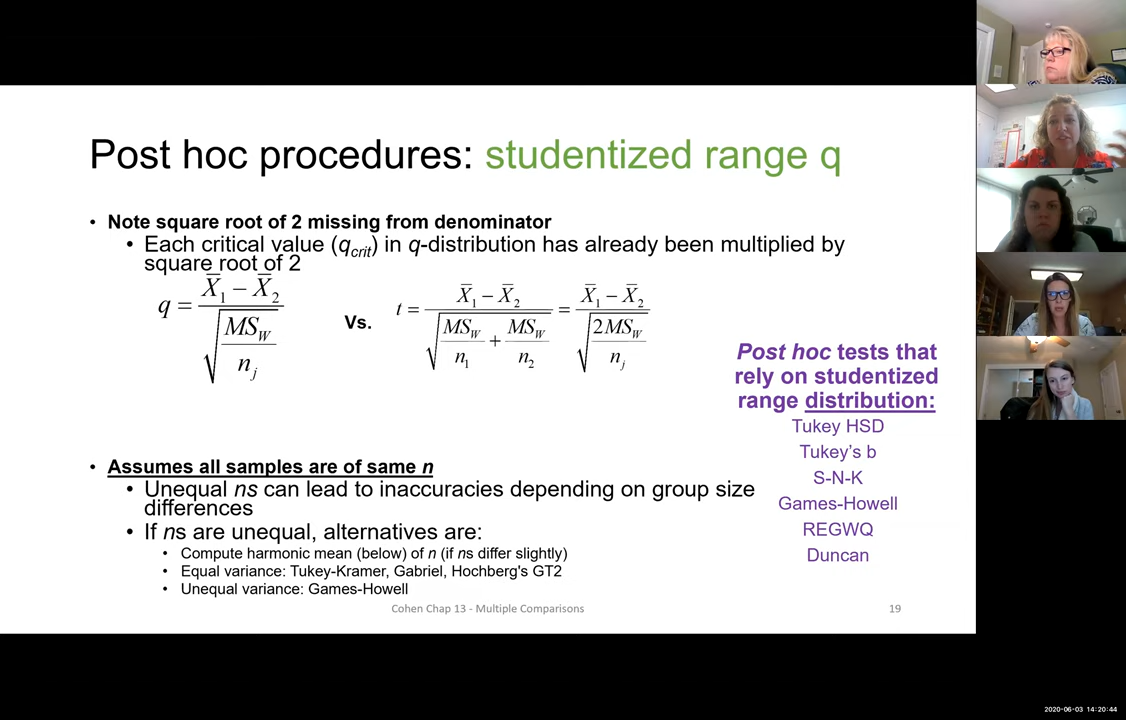 Post hoc procedures: studentized range q
• Note square root of 2 missing from denominator
• Each critical value (q_crit) in q-distribution has already been multiplied by
square root of 2
q = (X̄₁ − X̄₂) / √(MS_W / n_j)
Vs.
t = (X̄₁ − X̄₂) / √(MS_W / n₁ + MS_W / n₂) = (X̄₁ − X̄₂) / √(2MS_W / n_j)
Post hoc tests that
rely on studentized
range distribution:
Tukey HSD
Tukey's b
S-N-K
Games-Howell
REGWQ
Duncan
• Assumes all samples are of same n
• Unequal ns can lead to inaccuracies depending on group size
differences
• If ns are unequal, alternatives are:
• Compute harmonic mean (below) of n (if ns differ slightly)
• Equal variance: Tukey-Kramer, Gabriel, Hochberg's GT2
• Unequal variance: Games-Howell
Cohen Chap 13 - Multiple Comparisons
19
2020-06-03 14:20:44